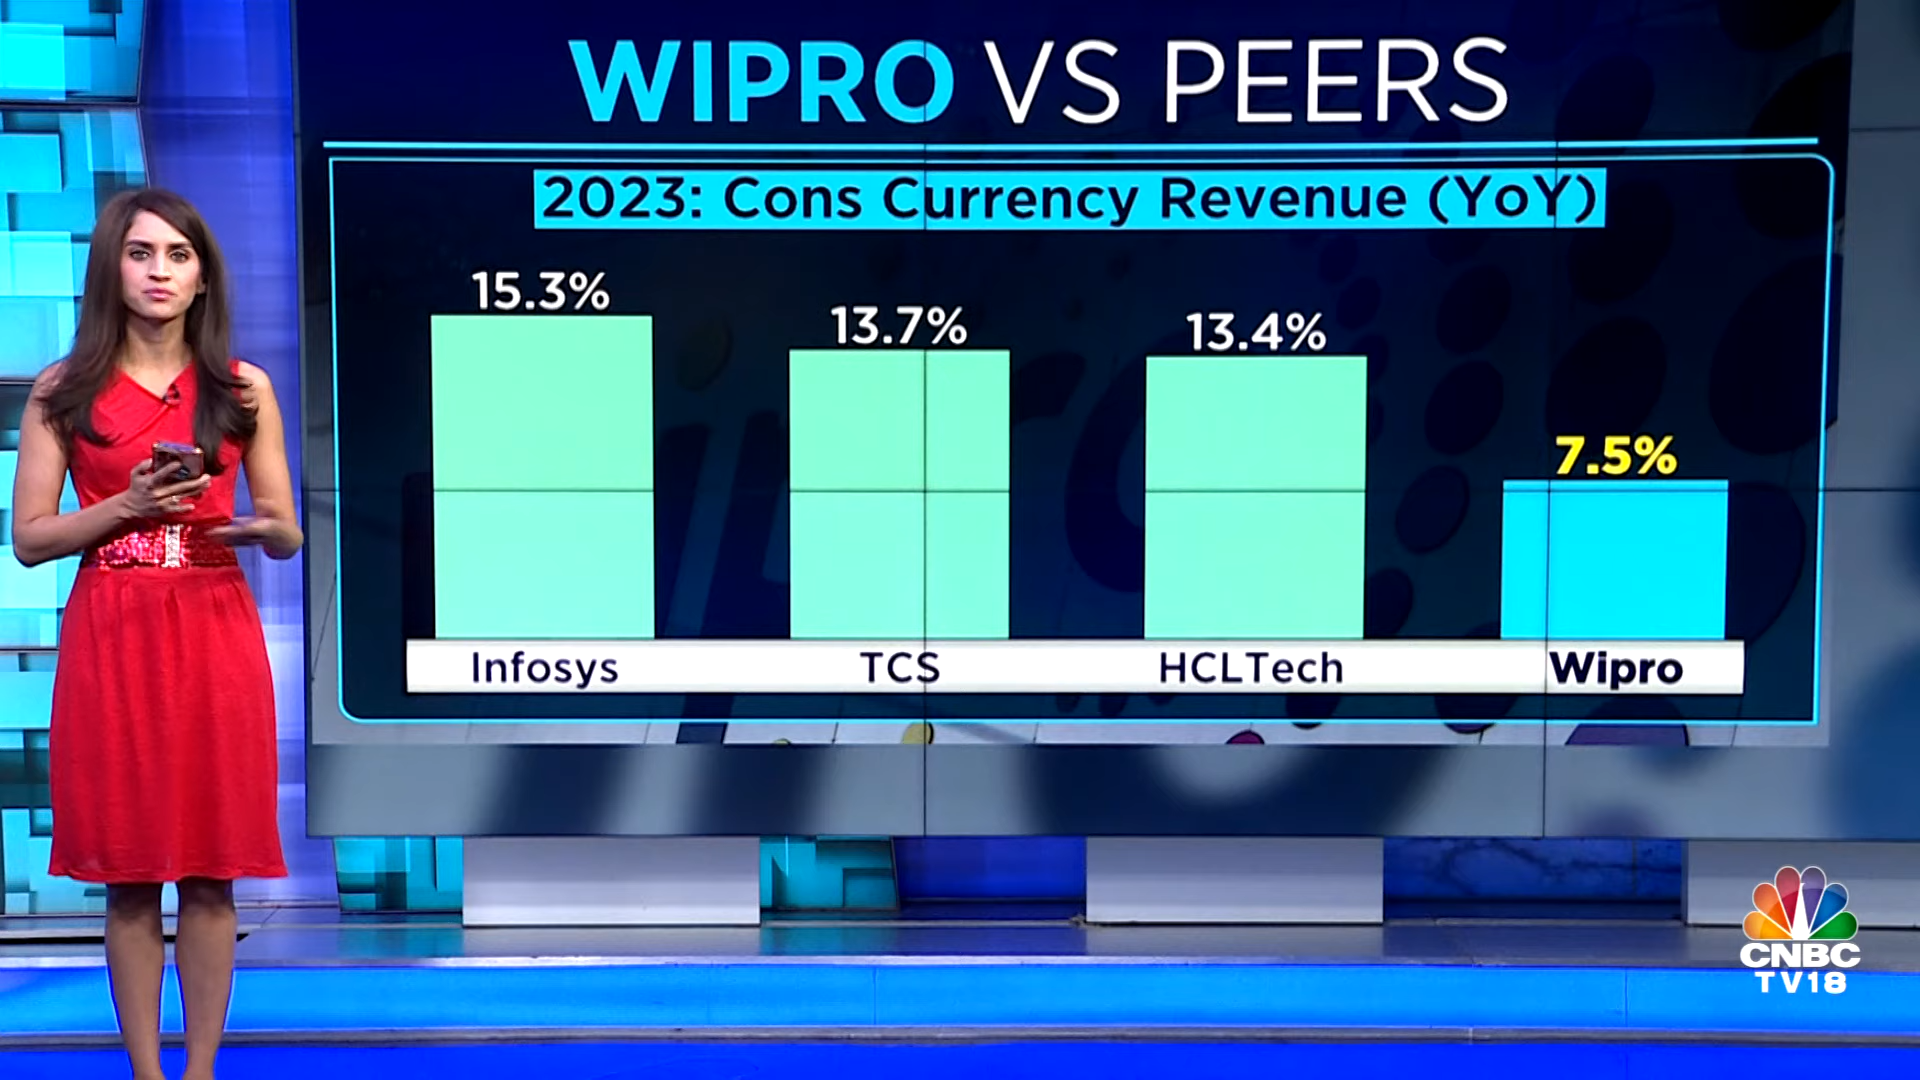 WIPRO VS PEERS
2023: Cons Currency Revenue (YoY)
15.3%
13.7%
13.4%
7.5%
Infosys
TCS
HCLTech
Wipro
CNBC
TV18